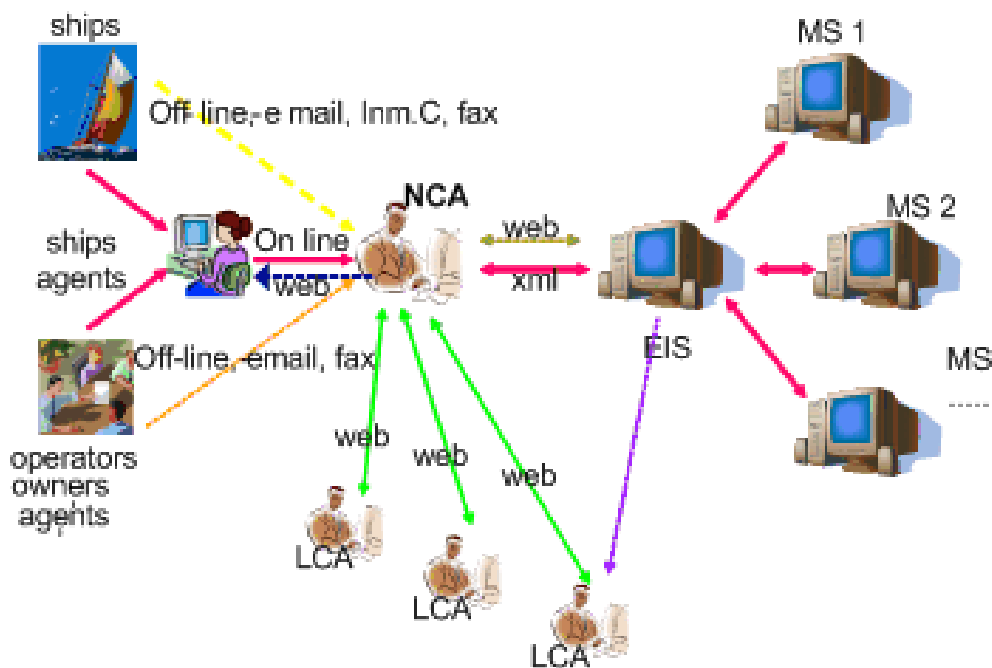 ships
MS 1
Off- line,-e mail, Inm.C, fax
NCA
MS 2
ships
agents
On line
web
web
xml
EIS
MS
......
Off-line,-email, fax
operators
owners
agents
web
web
web
LCA
LCA
LCA